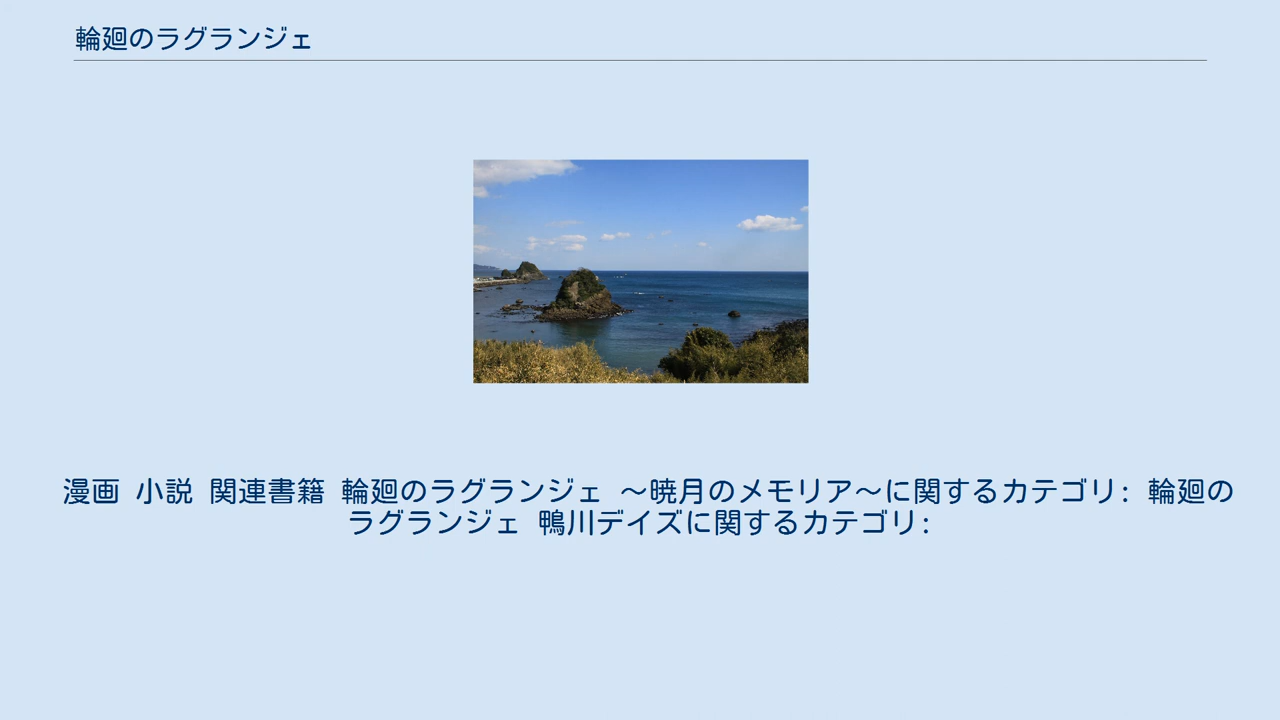 輪廻のラグランジェ
漫画 小説 関連書籍 輪廻のラグランジェ 〜暁月のメモリア〜に関するカテゴリ: 輪廻の
ラグランジェ 鴨川デイズに関するカテゴリ: